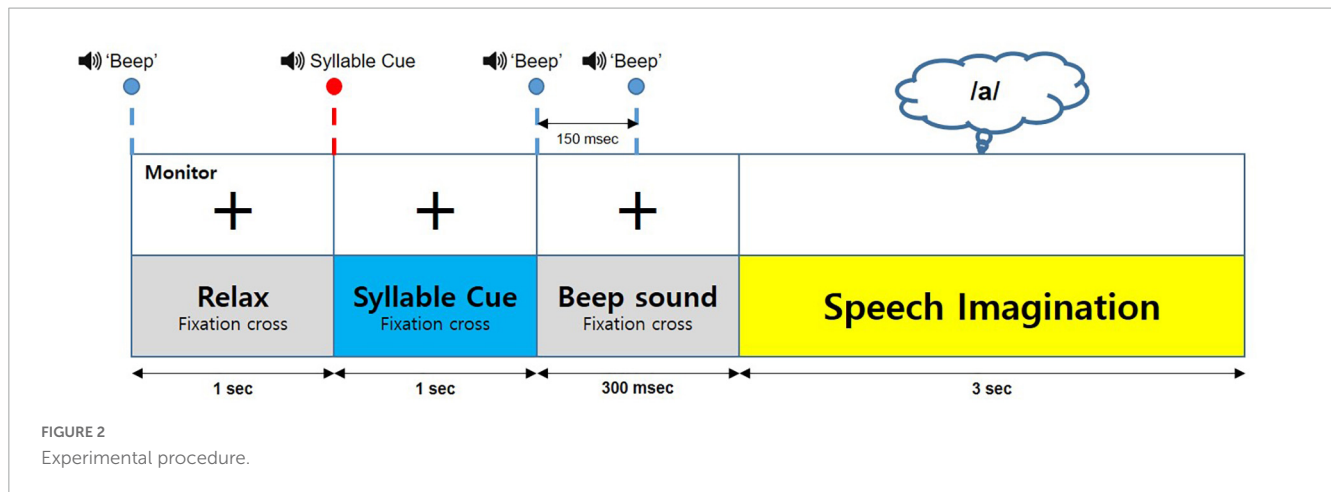 'Beep' Syllable Cue 'Beep' 'Beep'
/a/
150 msec
Monitor
+ + +
Relax Syllable Cue Beep sound Speech Imagination
Fixation cross Fixation cross Fixation cross
1 sec 1 sec 300 msec 3 sec
FIGURE 2
Experimental procedure.